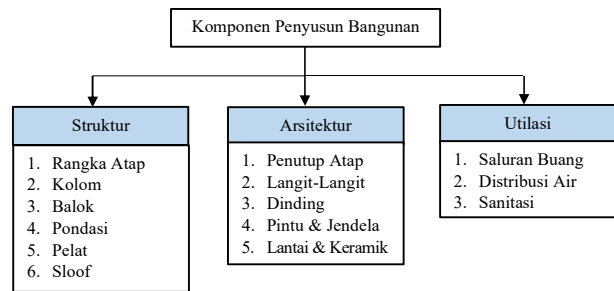 Komponen Penyusun Bangunan
Struktur
1. Rangka Atap
2. Kolom
3. Balok
4. Pondasi
5. Pelat
6. Sloof
Arsitektur
1. Penutup Atap
2. Langit-Langit
3. Dinding
4. Pintu & Jendela
5. Lantai & Keramik
Utilasi
1. Saluran Buang
2. Distribusi Air
3. Sanitasi